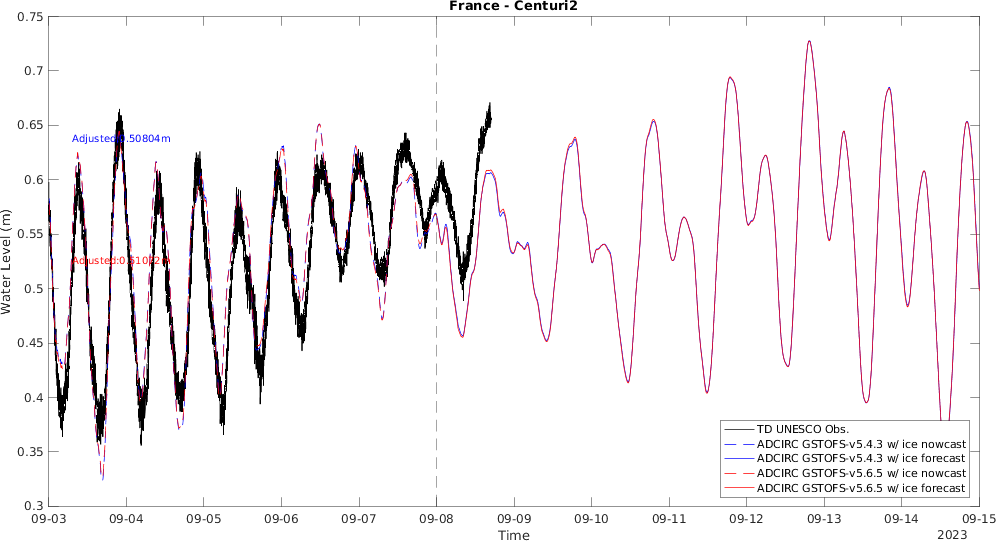 France - Centuri2
0.75
0.7
0.65
0.6
0.55
0.5
0.45
0.4
0.35
0.3
Water Level (m)
Adjusted:0.50804m
TD UNESCO Obs.
ADCIRC GSTOFS-v5.4.3 w/ ice nowcast
ADCIRC GSTOFS-v5.4.3 w/ ice forecast
ADCIRC GSTOFS-v5.6.5 w/ ice nowcast
ADCIRC GSTOFS-v5.6.5 w/ ice forecast
09-03 09-04 09-05 09-06 09-07 09-08 09-09 09-10 09-11 09-12 09-13 09-14 09-15
Time
2023